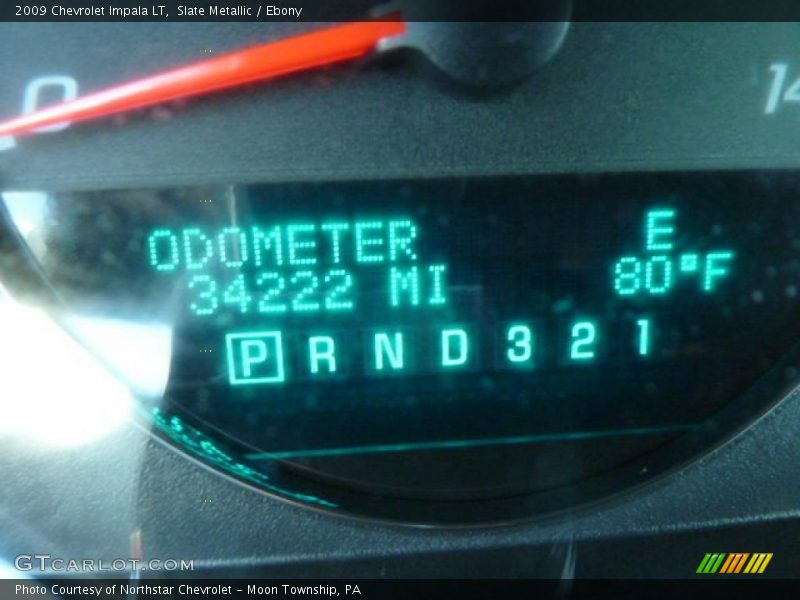 2009 Chevrolet Impala LT,  Slate Metallic / Ebony
0
14
ODOMETER
E
34222 MI
80°F
P R N D 3 2 1
GTCARLOT.COM
Photo Courtesy of Northstar Chevrolet - Moon Township, PA